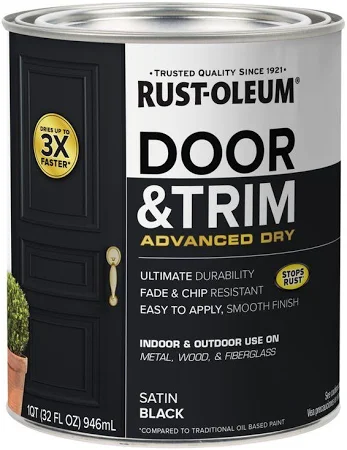 • TRUSTED QUALITY SINCE 1921 •
RUST-OLEUM®
DOOR
&TRIM
ADVANCED DRY
DRIES UP TO
3X
FASTER*
ULTIMATE DURABILITY
FADE & CHIP RESISTANT
EASY TO APPLY, SMOOTH FINISH
STOPS
RUST
INDOOR & OUTDOOR USE ON
METAL, WOOD, & FIBERGLASS
SATIN
BLACK
1QT (32 FL OZ) 946mL
*COMPARED TO TRADITIONAL OIL BASED PAINT